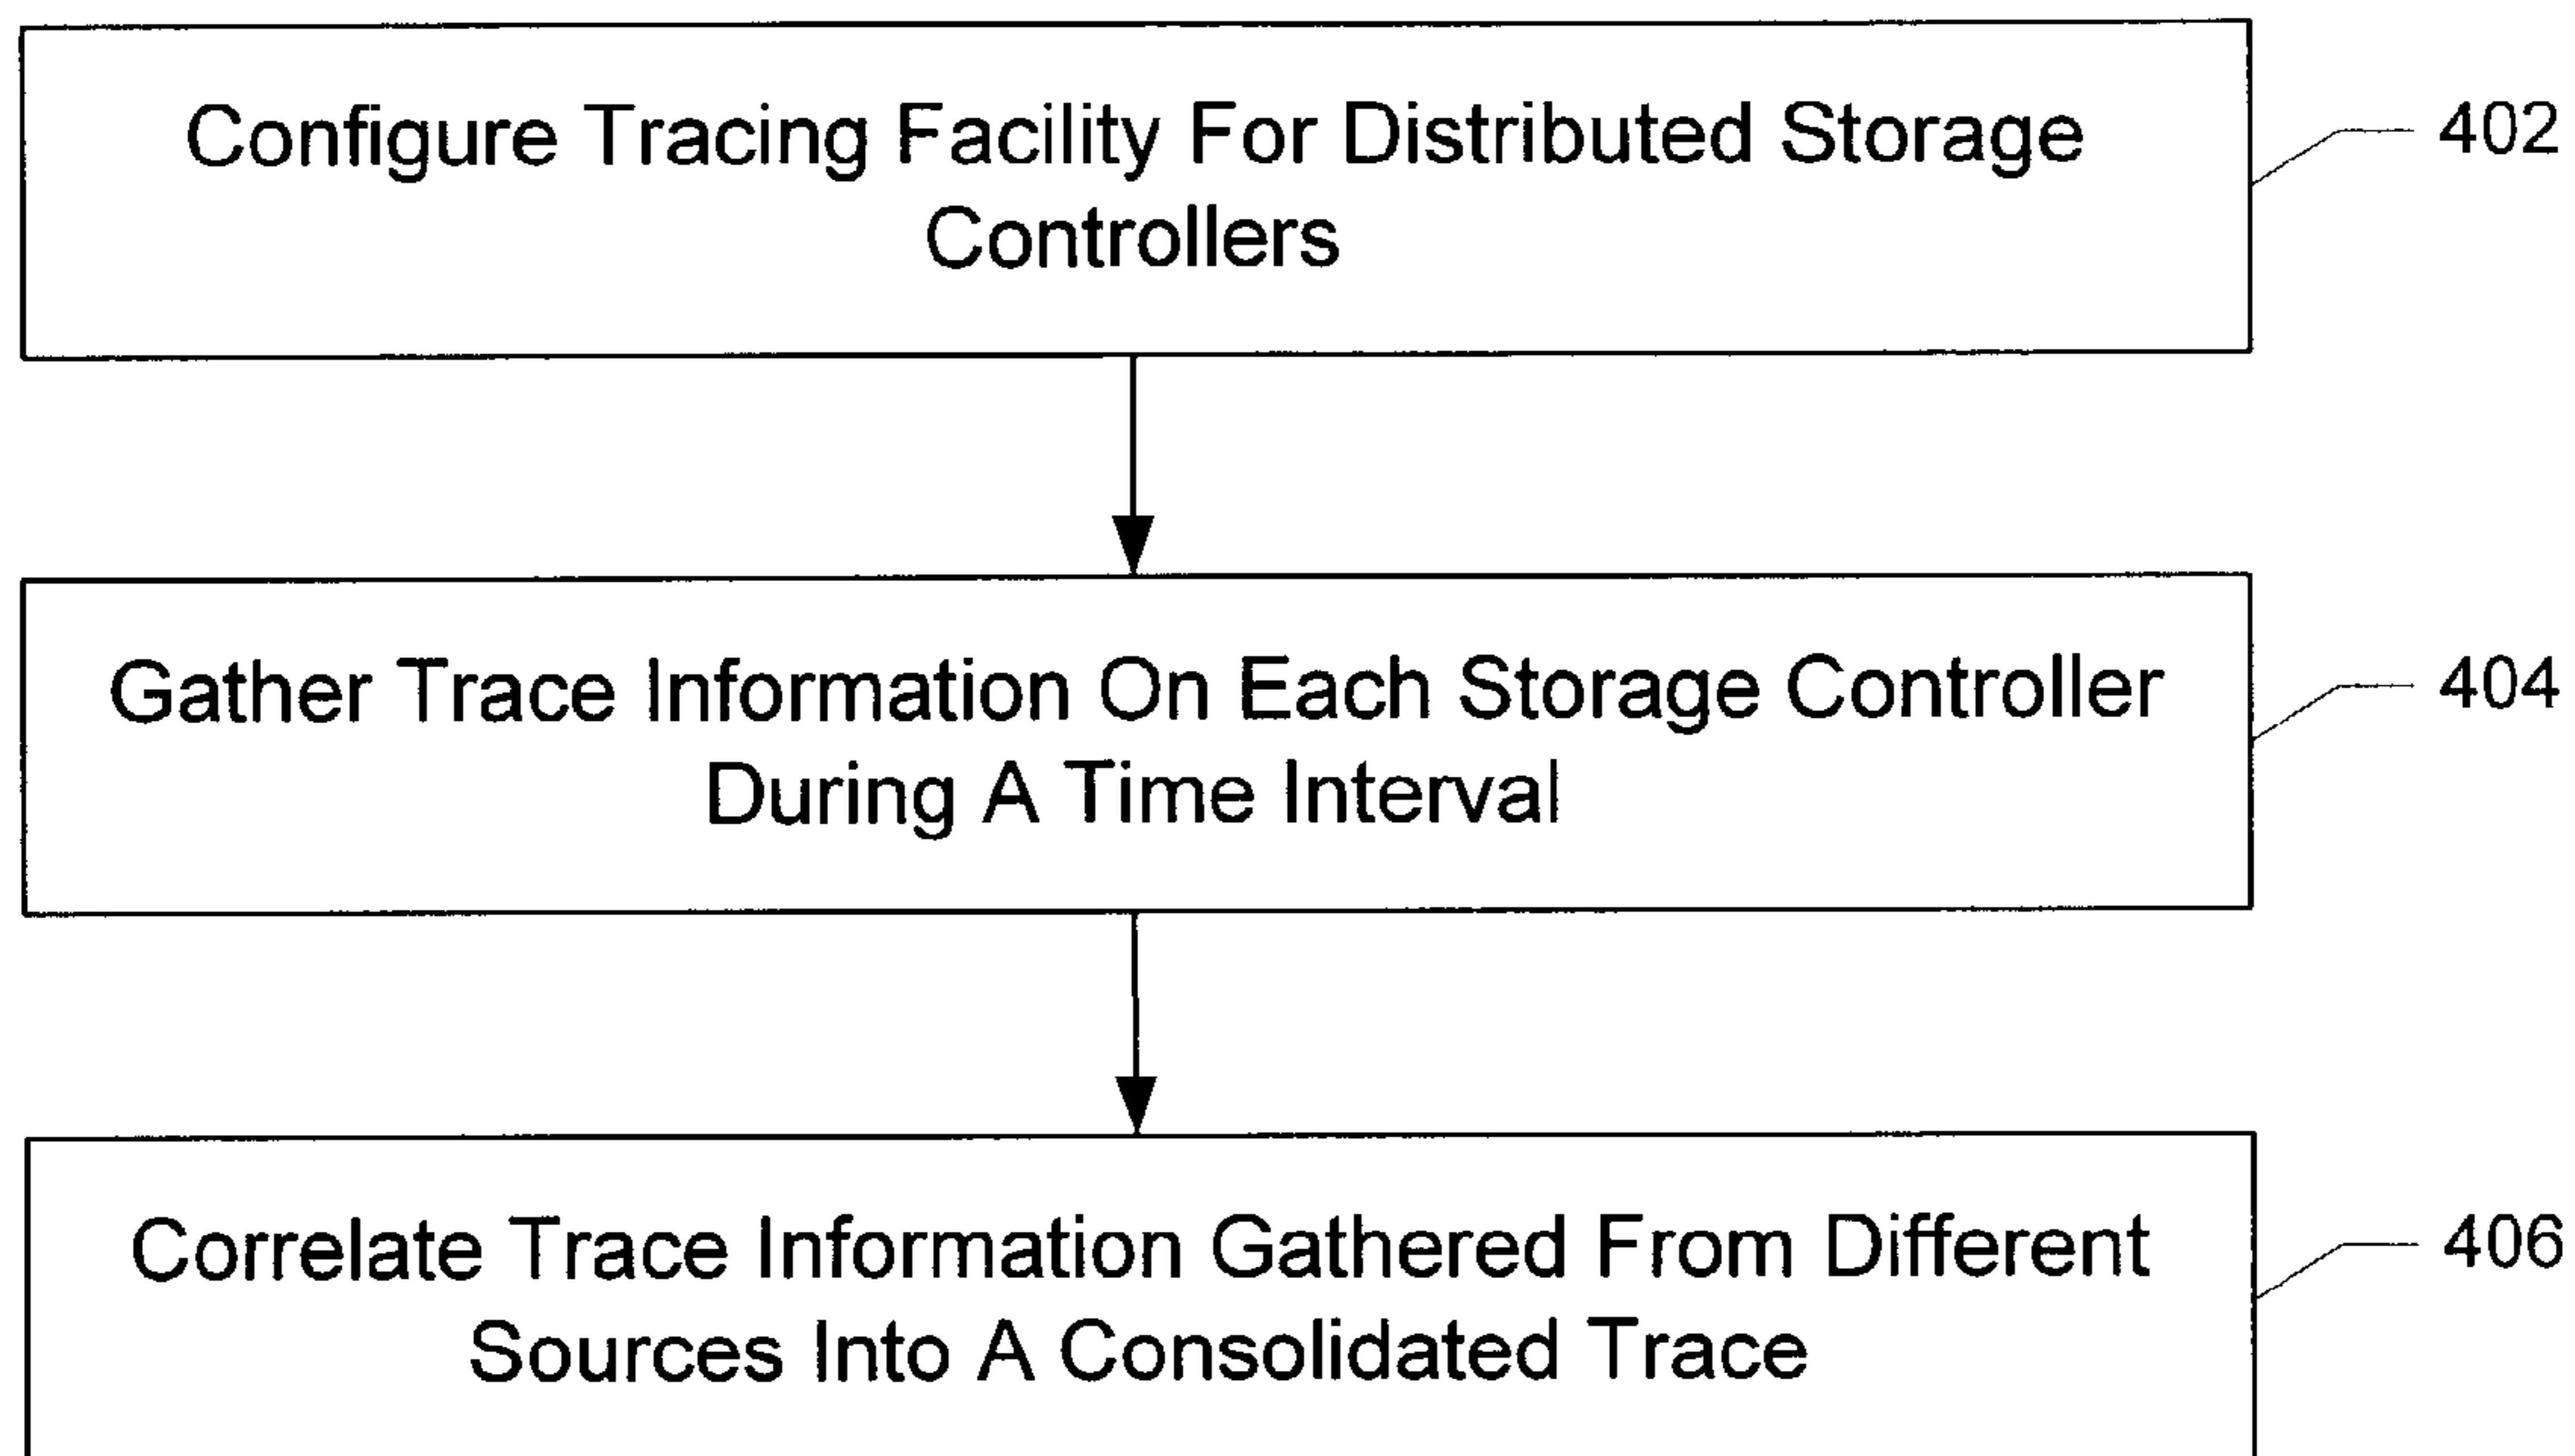 Configure Tracing Facility For Distributed Storage
Controllers
402
Gather Trace Information On Each Storage Controller
During A Time Interval
404
Correlate Trace Information Gathered From Different
Sources Into A Consolidated Trace
406